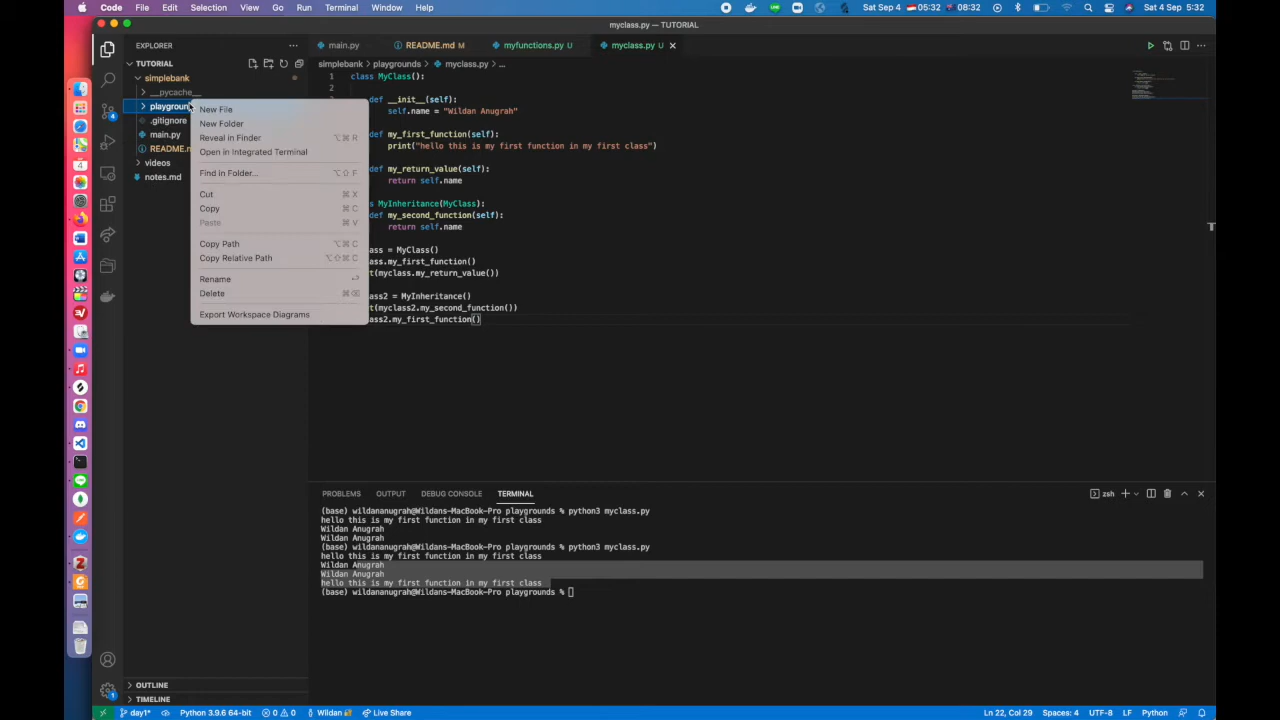 Code File Edit Selection View Go Run Terminal Window Help Sat Sep 4 05:32 08:32 Sat 4 Sep 5:32
myclass.py — TUTORIAL
EXPLORER
main.py
README.md M
myfunctions.py U
myclass.py U
TUTORIAL
simplebank
__pycache__
playgroun
.gitignore
main.py
README.m
videos
notes.md
New File
New Folder
Reveal in Finder ⌥⌘ R
Open in Integrated Terminal
Find in Folder... ⌥⇧ F
Cut ⌘ X
Copy ⌘ C
Paste ⌘ V
Copy Path ⌥⌘ C
Copy Relative Path ⌥⇧⌘ C
Rename
Delete ⌘⌫
Export Workspace Diagrams
simplebank > playgrounds > myclass.py > ...
1 class MyClass():
2
def __init__(self):
self.name = "Wildan Anugrah"
def my_first_function(self):
print("hello this is my first function in my first class")
def my_return_value(self):
return self.name
s MyInheritance(MyClass):
def my_second_function(self):
return self.name
lass = MyClass()
lass.my_first_function()
t(myclass.my_return_value())
lass2 = MyInheritance()
t(myclass2.my_second_function())
lass2.my_first_function()
PROBLEMS OUTPUT DEBUG CONSOLE TERMINAL
zsh
(base) wildananugrah@Wildans-MacBook-Pro playgrounds % python3 myclass.py
hello this is my first function in my first class
Wildan Anugrah
Wildan Anugrah
(base) wildananugrah@Wildans-MacBook-Pro playgrounds % python3 myclass.py
hello this is my first function in my first class
Wildan Anugrah
Wildan Anugrah
hello this is my first function in my first class
(base) wildananugrah@Wildans-MacBook-Pro playgrounds %
OUTLINE
TIMELINE
day1* Python 3.9.6 64-bit 0 0 Wildan Live Share Ln 22, Col 29 Spaces: 4 UTF-8 LF Python